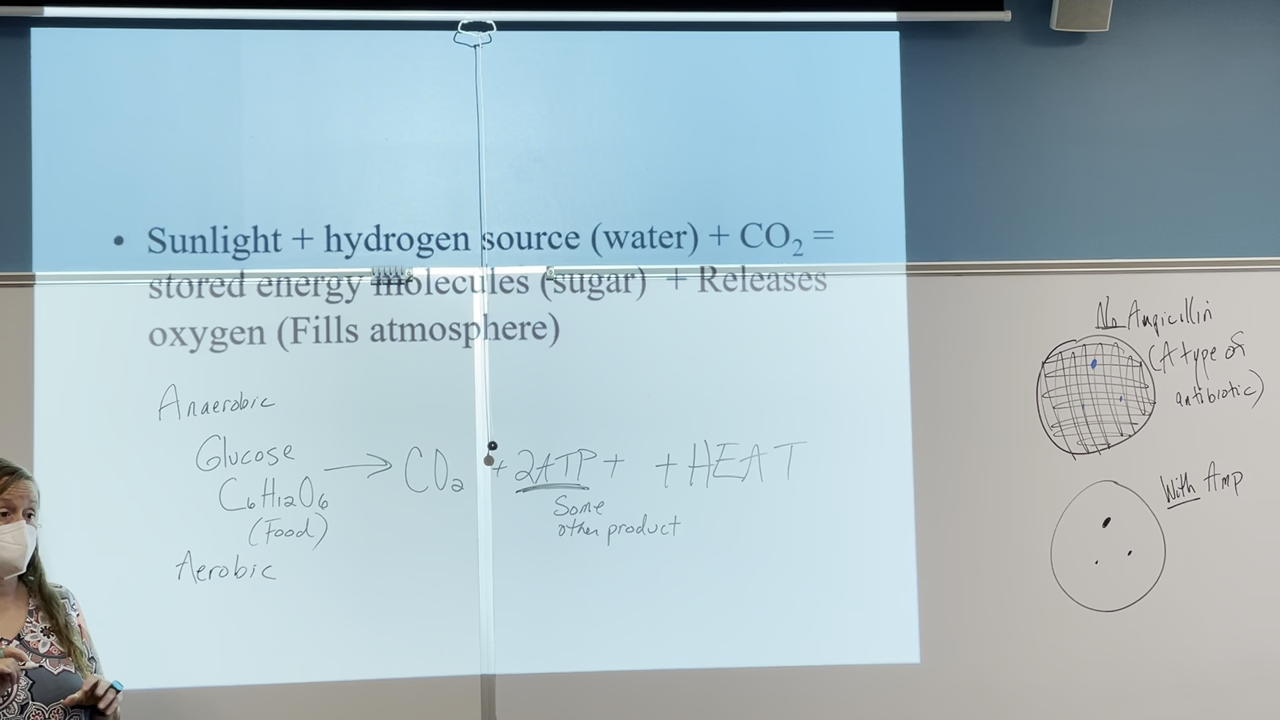 • Sunlight + hydrogen source (water) + CO₂ =
stored energy molecules (sugar) + Releases
oxygen (Fills atmosphere)
Anaerobic
Glucose → CO₂ + 2ATP + + HEAT
C₆H₁₂O₆
Some
(Food)
other product
Aerobic
No Ampicillin
(A type of
antibiotic)
With Amp